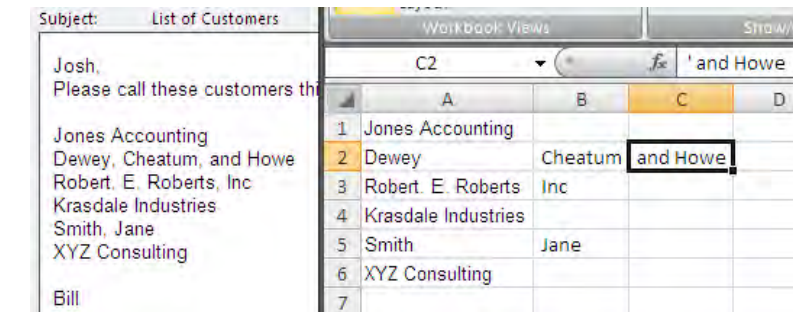 Subject: List of Customers
Josh,
Please call these customers thi
Jones Accounting
Dewey, Cheatum, and Howe
Robert. E. Roberts, Inc
Krasdale Industries
Smith, Jane
XYZ Consulting
Bill
Workbook Views
Show/
C2 fx ' and Howe
A B C D
1 Jones Accounting
2 Dewey Cheatum and Howe
3 Robert. E. Roberts Inc
4 Krasdale Industries
5 Smith Jane
6 XYZ Consulting
7